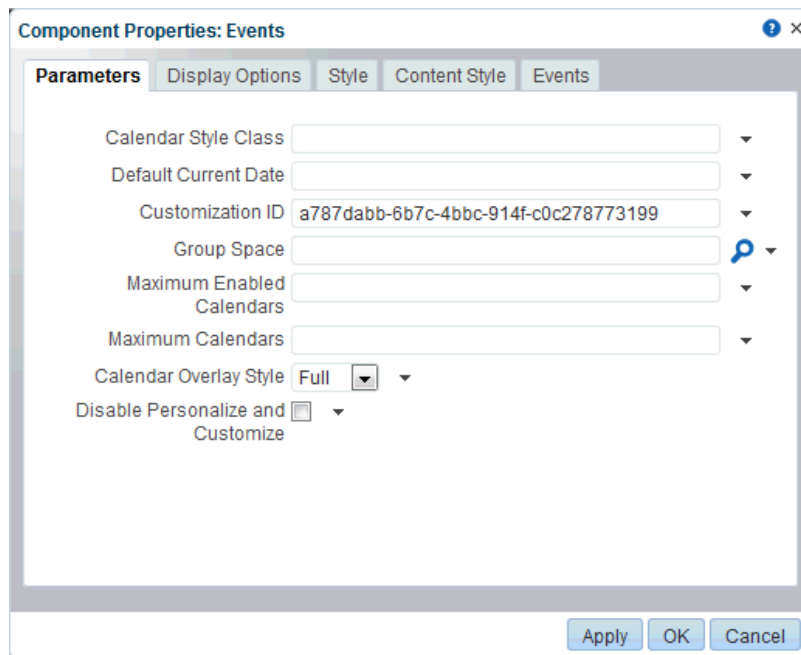 Component Properties: Events
Parameters Display Options Style Content Style Events
Calendar Style Class
Default Current Date
Customization ID a787dabb-6b7c-4bbc-914f-c0c278773199
Group Space
Maximum Enabled
Calendars
Maximum Calendars
Calendar Overlay Style Full
Disable Personalize and
Customize
Apply OK Cancel